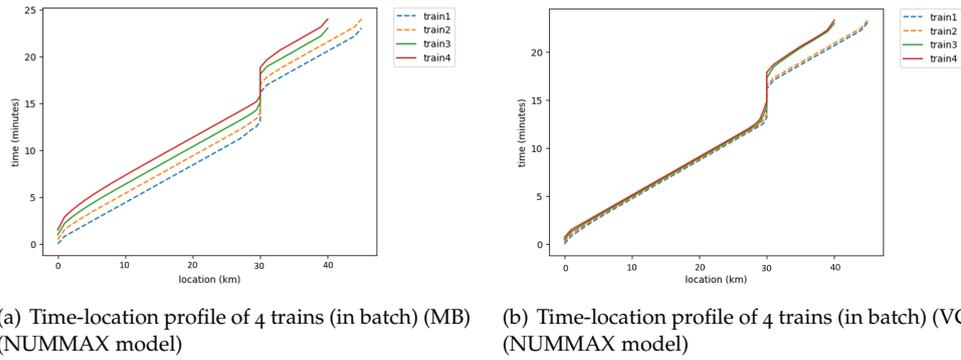 25
20
15
10
5
0
time (minutes)
0 10 20 30 40
location (km)
train1
train2
train3
train4
20
15
10
5
0
time (minutes)
0 10 20 30 40
location (km)
train1
train2
train3
train4
a) Time-location profile of 4 trains (in batch) (MB)
(NUMMAX model)
(b) Time-location profile of 4 trains (in batch) (VC
(NUMMAX model)